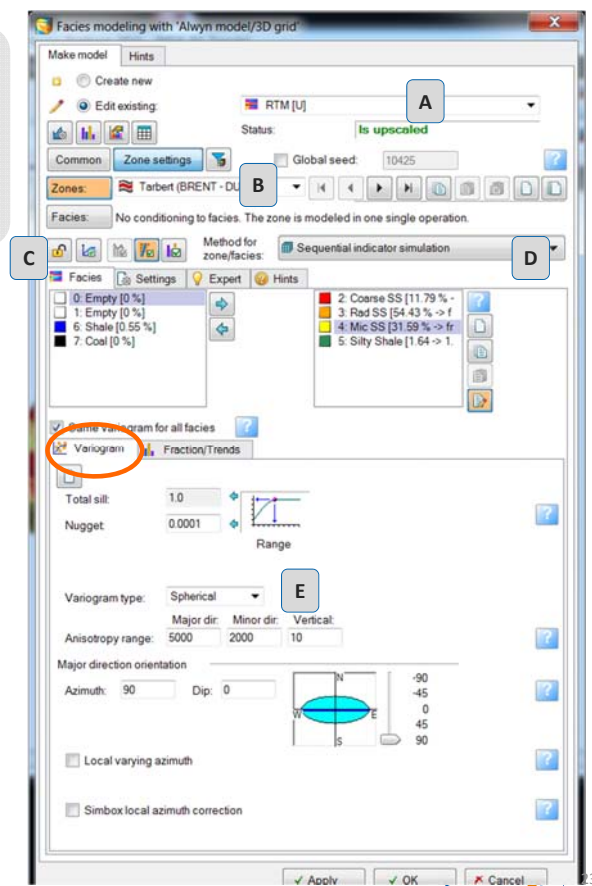 Facies modeling with 'Alwyn model/3D grid'
Make model Hints
Create new
Edit existing: RTM [U] A
Status: Is upscaled
Common Zone settings Global seed: 10425
Zones: Tarbert (BRENT - DU B
Facies: No conditioning to facies. The zone is modeled in one single operation.
C Method for zone/facies: Sequential indicator simulation D
Facies Settings Expert Hints
0: Empty [0 %]
1: Empty [0 %]
6: Shale [0.55 %]
7: Coal [0 %]
2: Coarse SS [11.79 % -
3: Rad SS [54.43 % -> f
4: Mic SS [31.59 % -> fr
5: Silty Shale [1.64 -> 1.
Same variogram for all facies
Variogram Fraction/Trends
Total sill: 1.0
Nugget: 0.0001
Range
Variogram type: Spherical E
Major dir: Minor dir: Vertical:
Anisotropy range: 5000 2000 10
Major direction orientation
Azimuth: 90 Dip: 0
N
W E
S
-90
-45
0
45
90
Local varying azimuth
Simbox local azimuth correction
Apply OK Cancel